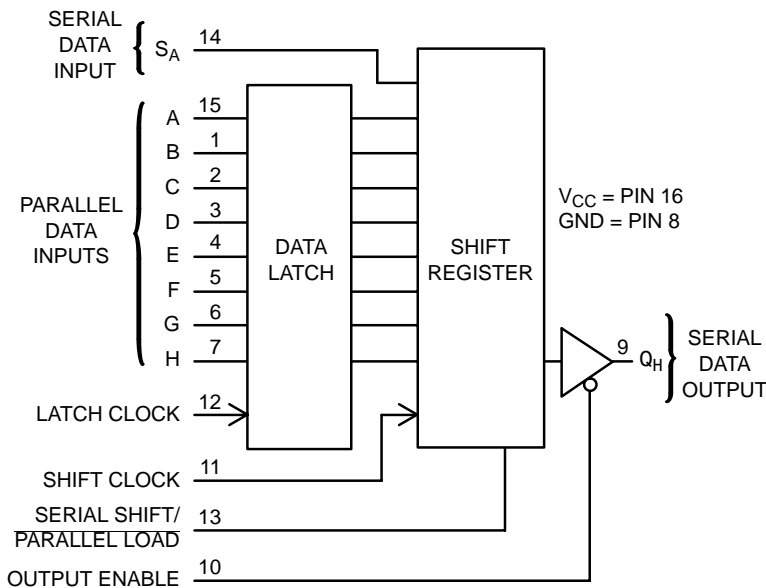 SERIAL
DATA
INPUT
SA
14
A 15
B 1
C 2
D 3
E 4
F 5
G 6
H 7
PARALLEL
DATA
INPUTS
DATA
LATCH
SHIFT
REGISTER
VCC = PIN 16
GND = PIN 8
9 QH
SERIAL
DATA
OUTPUT
LATCH CLOCK 12
SHIFT CLOCK 11
SERIAL SHIFT/
PARALLEL LOAD
13
OUTPUT ENABLE 10